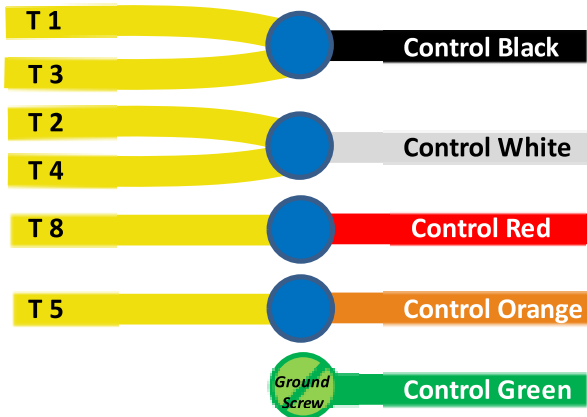 T 1
Control Black
T 3
T 2
Control White
T 4
T 8
Control Red
T 5
Control Orange
Ground
Screw
Control Green